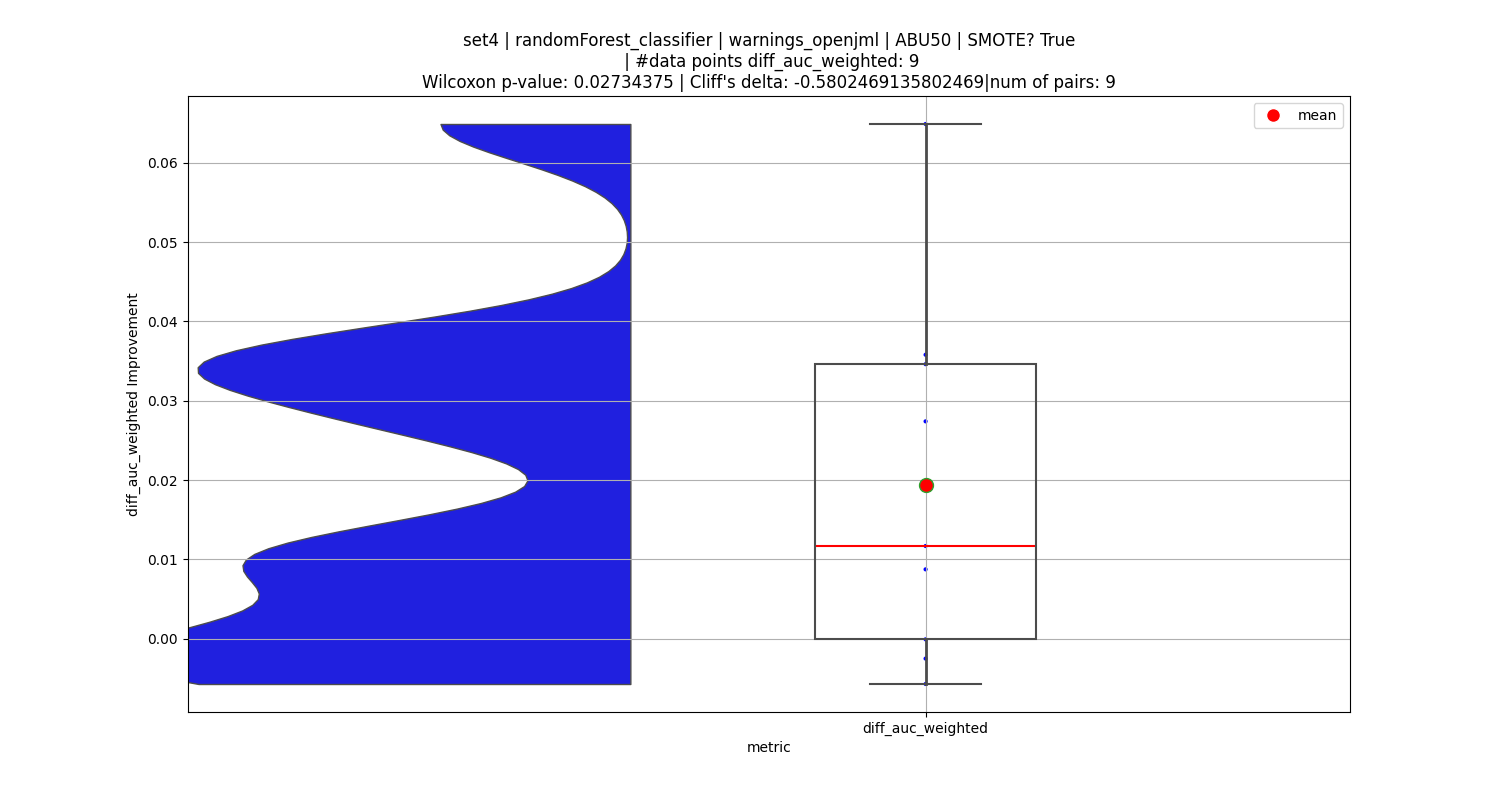 set4 | randomForest_classifier | warnings_openjml | ABU50 | SMOTE? True
| #data points diff_auc_weighted: 9
Wilcoxon p-value: 0.02734375 | Cliff's delta: -0.5802469135802469|num of pairs: 9
mean
0.06
0.05
0.04
0.03
0.02
0.01
0.00
diff_auc_weighted Improvement
diff_auc_weighted
metric